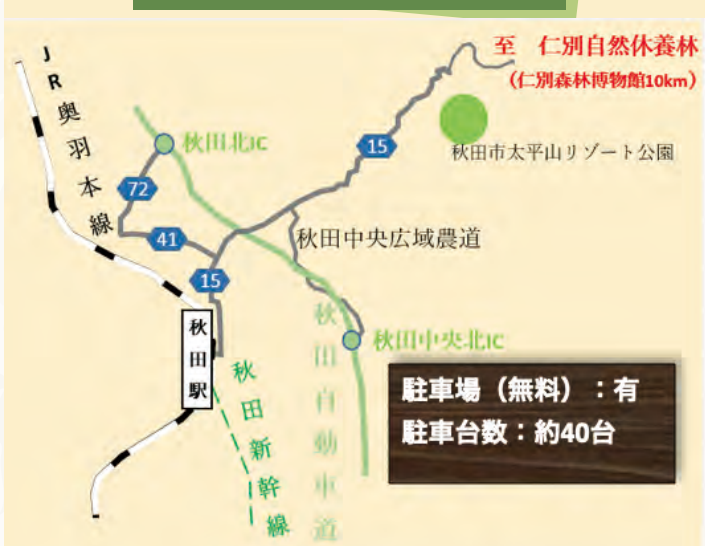 至 仁別自然休養林
（仁別森林博物館10km）
JR奥羽本線
秋田北IC
15
秋田市太平山リゾート公園
72
41
秋田中央広域農道
15
秋田駅
秋田自動車道
秋田中央北IC
秋田新幹線
駐車場（無料）：有
駐車台数：約40台